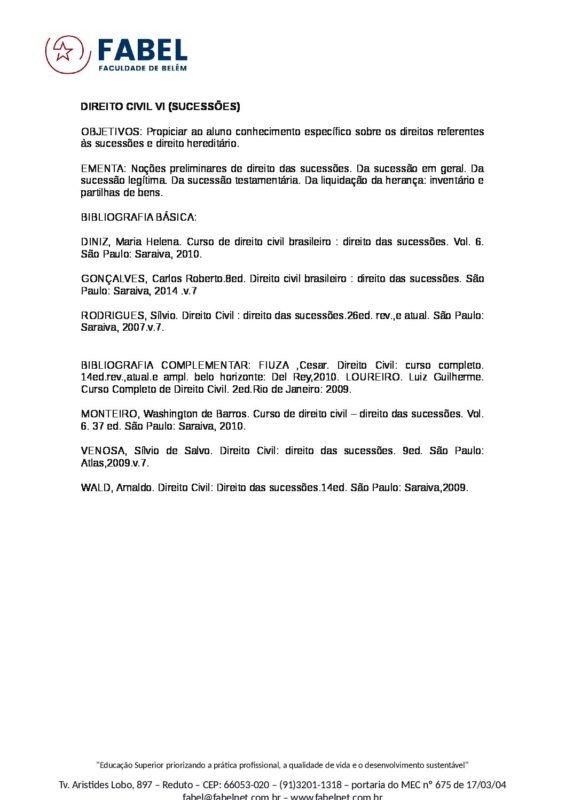 FABEL
FACULDADE DE BELÉM
DIREITO CIVIL VI (SUCESSÕES)
OBJETIVOS: Propiciar ao aluno conhecimento específico sobre os direitos referentes
às sucessões e direito hereditário.
EMENTA: Noções preliminares de direito das sucessões. Da sucessão em geral. Da
sucessão legítima. Da sucessão testamentária. Da liquidação da herança: inventário e
partilhas de bens.
BIBLIOGRAFIA BÁSICA:
DINIZ, Maria Helena. Curso de direito civil brasileiro : direito das sucessões. Vol. 6.
São Paulo: Saraiva, 2010.
GONÇALVES, Carlos Roberto.8ed. Direito civil brasileiro : direito das sucessões. São
Paulo: Saraiva, 2014 .v.7
RODRIGUES, Sílvio. Direito Civil : direito das sucessões.26ed. rev.,e atual. São Paulo:
Saraiva, 2007.v.7.
BIBLIOGRAFIA COMPLEMENTAR: FIUZA ,Cesar. Direito Civil: curso completo.
14ed.rev.,atual.e ampl. belo horizonte: Del Rey,2010. LOUREIRO. Luiz Guilherme.
Curso Completo de Direito Civil. 2ed.Rio de Janeiro: 2009.
MONTEIRO, Washington de Barros. Curso de direito civil – direito das sucessões. Vol.
6. 37 ed. São Paulo: Saraiva, 2010.
VENOSA, Sílvio de Salvo. Direito Civil: direito das sucessões. 9ed. São Paulo:
Atlas,2009.v.7.
WALD, Arnaldo. Direito Civil: Direito das sucessões.14ed. São Paulo: Saraiva,2009.
"Educação Superior priorizando a prática profissional, a qualidade de vida e o desenvolvimento sustentável"
Tv. Aristides Lobo, 897 – Reduto – CEP: 66053-020 – (91)3201-1318 – portaria do MEC nº 675 de 17/03/04
fabel@fabelnet.com.br – www.fabelnet.com.br